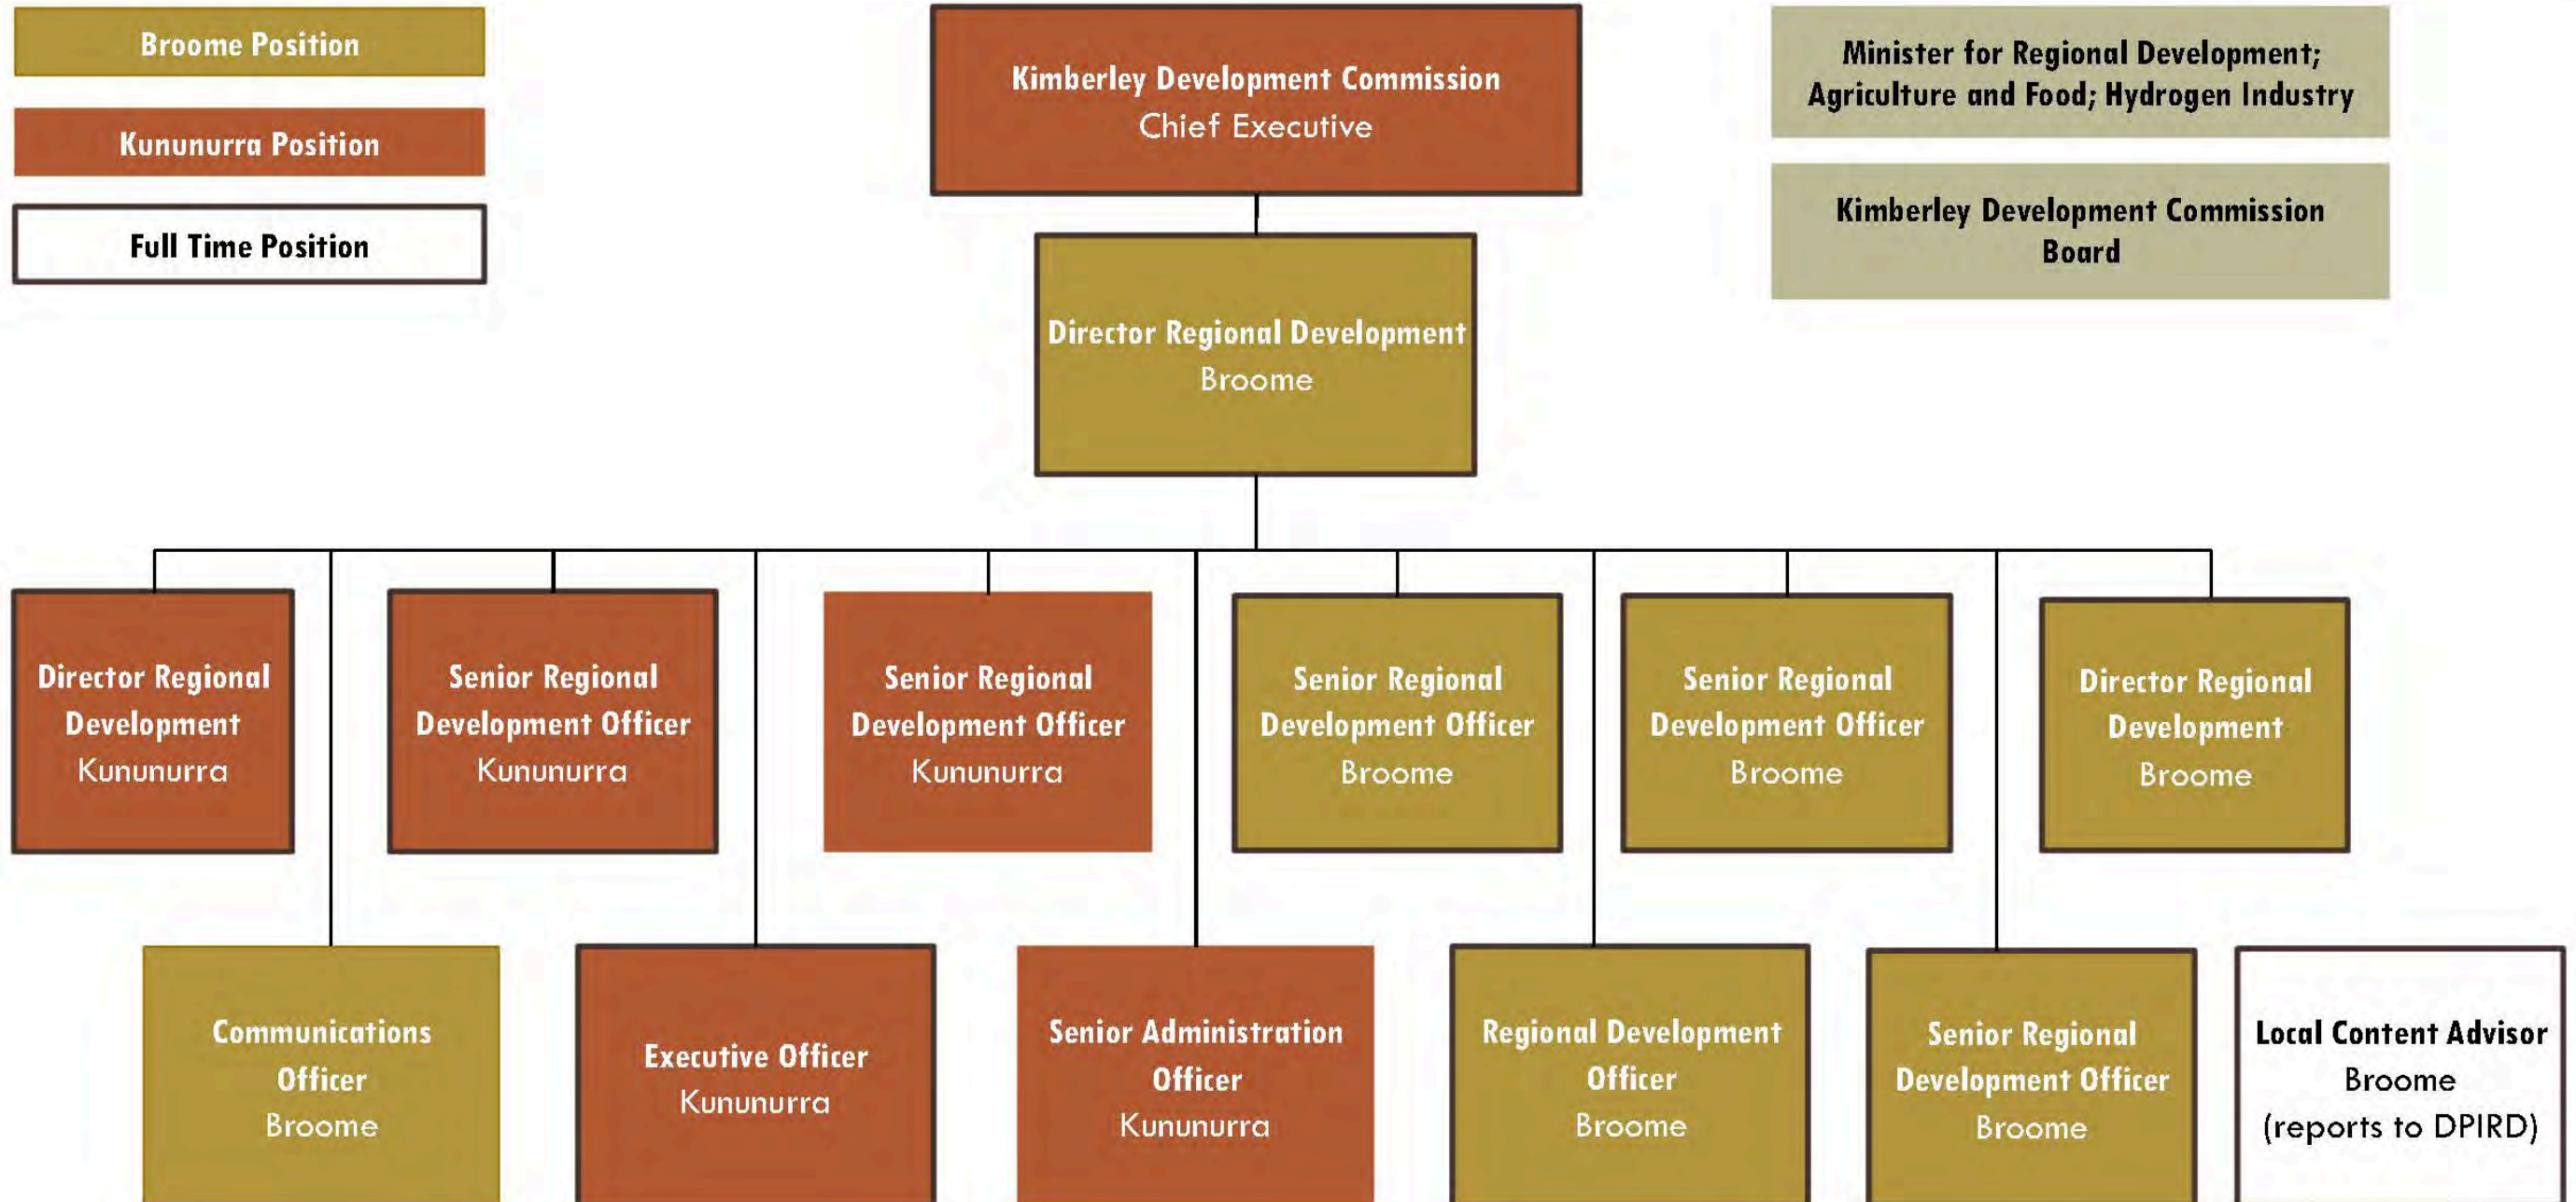 Broome Position
Kununurra Position
Full Time Position
Kimberley Development Commission
Chief Executive
Minister for Regional Development;
Agriculture and Food; Hydrogen Industry
Kimberley Development Commission
Board
Director Regional Development
Broome
Director Regional
Development
Kununurra
Senior Regional
Development Officer
Kununurra
Senior Regional
Development Officer
Kununurra
Senior Regional
Development Officer
Broome
Senior Regional
Development Officer
Broome
Director Regional
Development
Broome
Communications
Officer
Broome
Executive Officer
Kununurra
Senior Administration
Officer
Kununurra
Regional Development
Officer
Broome
Senior Regional
Development Officer
Broome
Local Content Advisor
Broome
(reports to DPIRD)